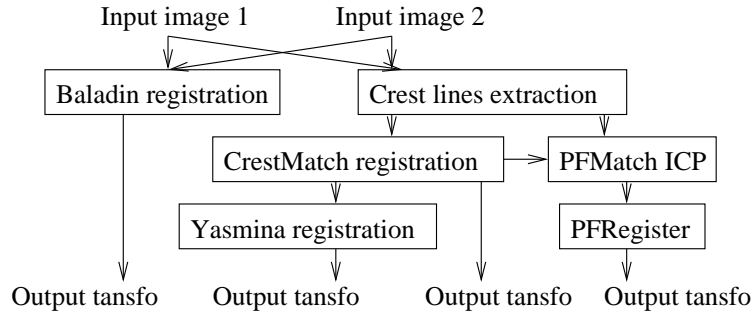 Input image 1
Input image 2
Baladin registration
Crest lines extraction
CrestMatch registration
PFMatch ICP
Yasmina registration
PFRegister
Output tansfo
Output tansfo
Output tansfo
Output tansfo